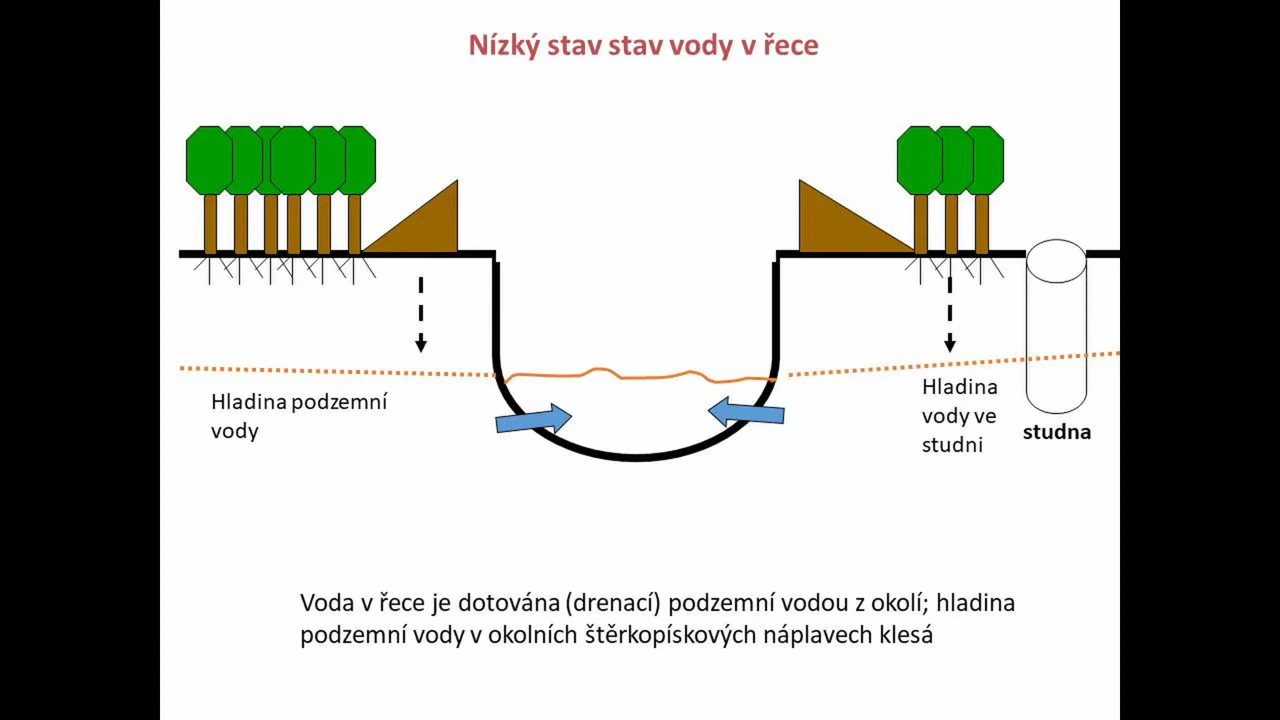 Nízký stav stav vody v řece
Hladina podzemní
vody
Hladina
vody ve
studni
studna
Voda v řece je dotována (drenací) podzemní vodou z okolí; hladina
podzemní vody v okolních štěrkopískových náplavech klesá